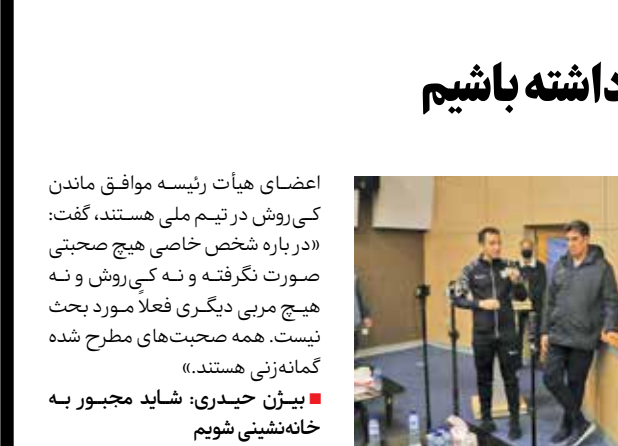 داشته باشیم
اعضای هیأت رئیسه موافق ماندن
کی‌روش در تیم ملی هستند، گفت:
«در باره شخص خاصی هیچ صحبتی
صورت نگرفته و نه کی‌روش و نه
هیچ مربی دیگری فعلاً مورد بحث
نیست. همه صحبت‌های مطرح شده
گمانه‌زنی هستند.»
بیژن حیدری: شاید مجبور به
خانه‌نشینی شویم